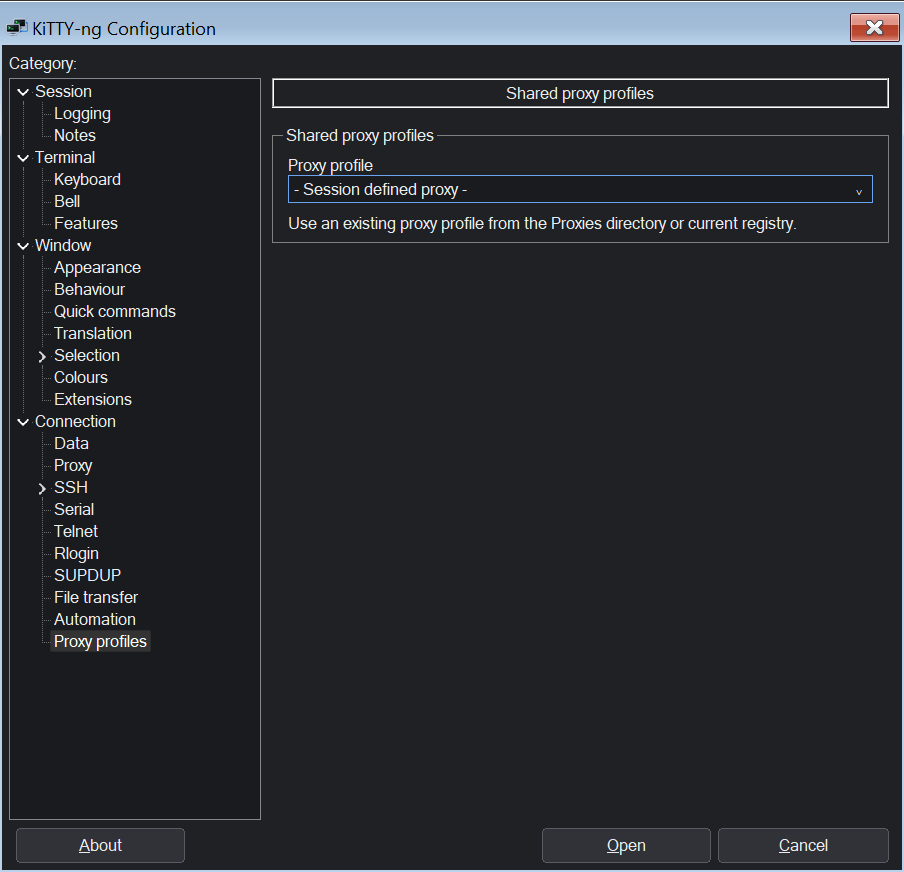 KiTTY-ng Configuration
Category:
Session
Logging
Notes
Terminal
Keyboard
Bell
Features
Window
Appearance
Behaviour
Quick commands
Translation
Selection
Colours
Extensions
Connection
Data
Proxy
SSH
Serial
Telnet
Rlogin
SUPDUP
File transfer
Automation
Proxy profiles
Shared proxy profiles
Shared proxy profiles
Proxy profile
- Session defined proxy -
Use an existing proxy profile from the Proxies directory or current registry.
About
Open
Cancel